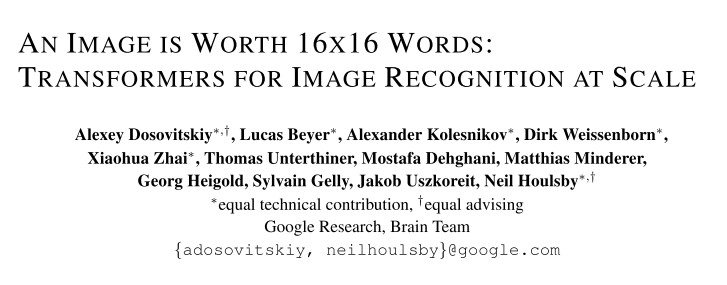 AN IMAGE IS WORTH 16X16 WORDS:
TRANSFORMERS FOR IMAGE RECOGNITION AT SCALE
Alexey Dosovitskiy*,†, Lucas Beyer*, Alexander Kolesnikov*, Dirk Weissenborn*,
Xiaohua Zhai*, Thomas Unterthiner, Mostafa Dehghani, Matthias Minderer,
Georg Heigold, Sylvain Gelly, Jakob Uszkoreit, Neil Houlsby*,†
*equal technical contribution, †equal advising
Google Research, Brain Team
{adosovitskiy, neilhoulsby}@google.com